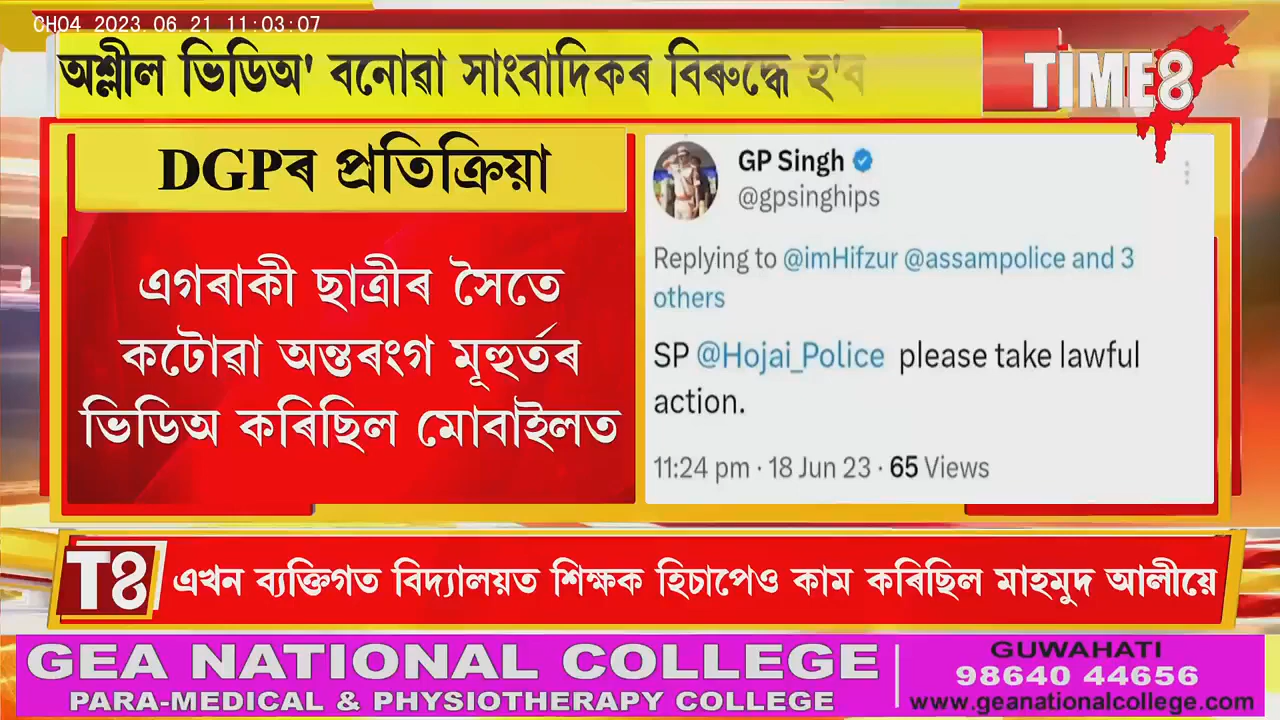 CH04 2023.06.21 11:03:07
অশ্লীল ভিডিঅ' বনোৱা সাংবাদিকৰ বিৰুদ্ধে হ'ব
TIME8
DGPৰ প্ৰতিক্ৰিয়া
এগৰাকী ছাত্ৰীৰ সৈতে
কটোৱা অন্তৰংগ মূহুৰ্তৰ
ভিডিঅ কৰিছিল মোবাইলত
GP Singh
@gpsinghips
Replying to @imHifzur @assampolice and 3
others
SP @Hojai_Police please take lawful
action.
11:24 pm · 18 Jun 23 · 65 Views
T8
এখন ব্যক্তিগত বিদ্যালয়ত শিক্ষক হিচাপেও কাম কৰিছিল মাহমুদ আলীয়ে
GEA NATIONAL COLLEGE
PARA-MEDICAL & PHYSIOTHERAPY COLLEGE
GUWAHATI
98640 44656
www.geanationalcollege.com